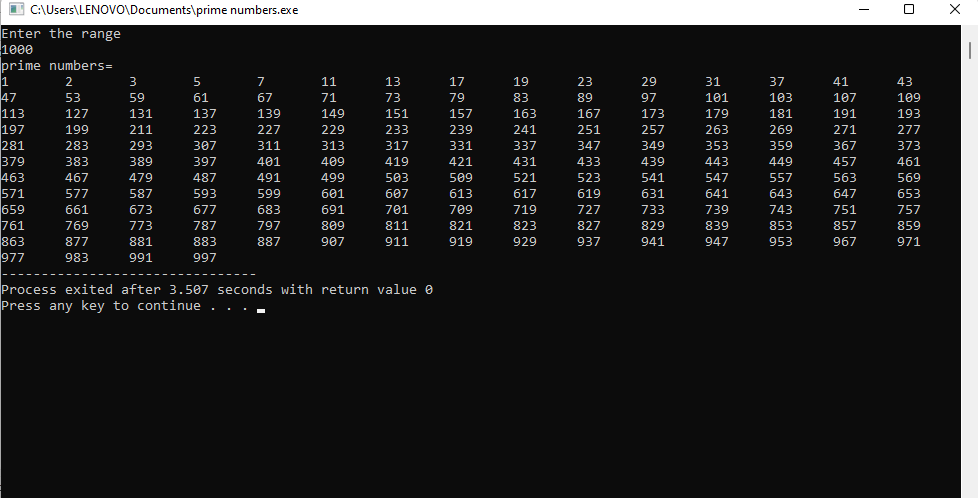 C:\Users\LENOVO\Documents\prime numbers.exe
Enter the range
1000
prime numbers=
1 2 3 5 7 11 13 17 19 23 29 31 37 41 43
47 53 59 61 67 71 73 79 83 89 97 101 103 107 109
113 127 131 137 139 149 151 157 163 167 173 179 181 191 193
197 199 211 223 227 229 233 239 241 251 257 263 269 271 277
281 283 293 307 311 313 317 331 337 347 349 353 359 367 373
379 383 389 397 401 409 419 421 431 433 439 443 449 457 461
463 467 479 487 491 499 503 509 521 523 541 547 557 563 569
571 577 587 593 599 601 607 613 617 619 631 641 643 647 653
659 661 673 677 683 691 701 709 719 727 733 739 743 751 757
761 769 773 787 797 809 811 821 823 827 829 839 853 857 859
863 877 881 883 887 907 911 919 929 937 941 947 953 967 971
977 983 991 997
--------------------------------
Process exited after 3.507 seconds with return value 0
Press any key to continue . . .